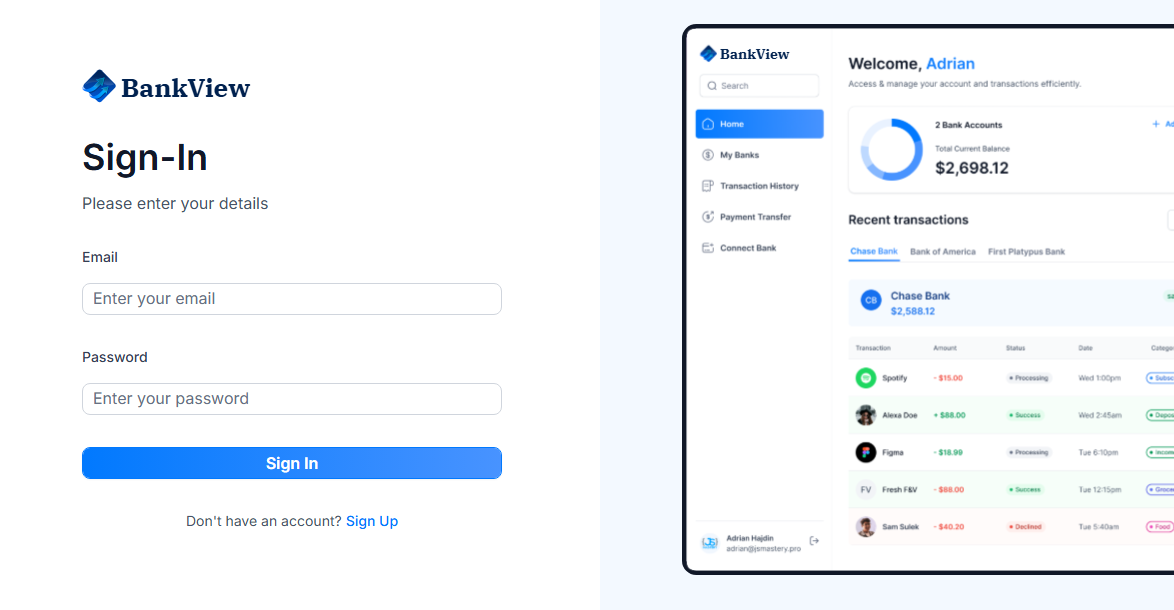 BankView
Sign-In
Please enter your details
Email
Enter your email
Password
Enter your password
Sign In
Don't have an account? Sign Up
BankView
Search
Home
My Banks
Transaction History
Payment Transfer
Connect Bank
Adrian Hajdin
adrian@jsmastery.pro
Welcome, Adrian
Access & manage your account and transactions efficiently.
2 Bank Accounts
+ Ad
Total Current Balance
$2,698.12
Recent transactions
Chase Bank Bank of America First Platypus Bank
CB Chase Bank
$2,588.12
Transaction Amount Status Date Catego
Spotify - $15.00 Processing Wed 1:00pm Subsc
Alexa Doe + $88.00 Success Wed 2:45am Depos
Figma - $18.99 Processing Tue 6:10pm Income
FV Fresh F&V - $88.00 Success Tue 12:15pm Groce
Sam Sulek - $40.20 Declined Tue 5:40am Food